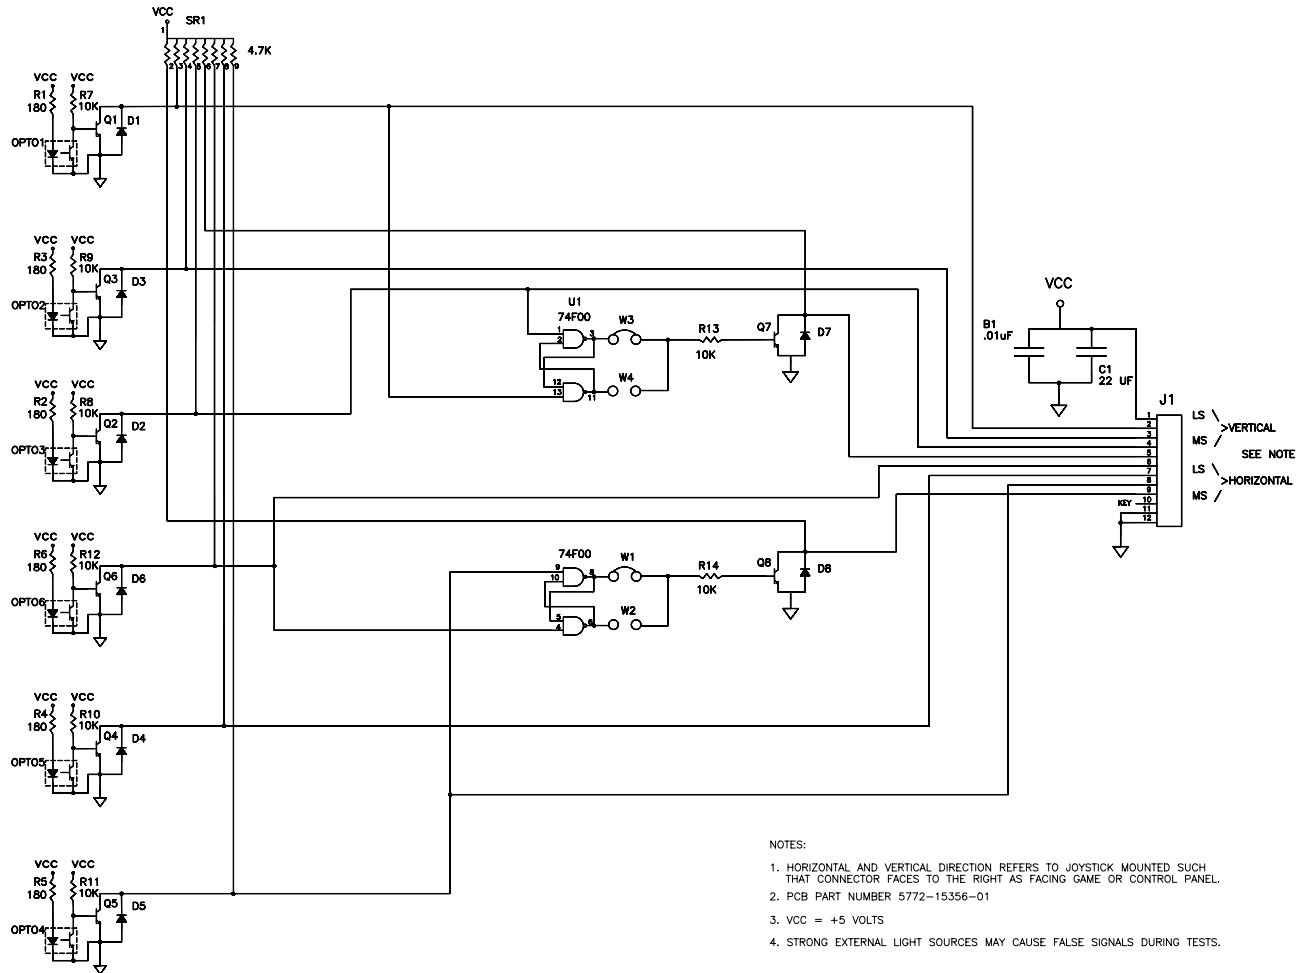 VCC
SR1
1
4.7K
2 3 4 5 6 7 8 9
VCC VCC
R1 R7
180 10K
Q1 D1
OPTO1
VCC VCC
R3 R9
180 10K
Q3 D3
OPTO2
VCC VCC
R2 R8
180 10K
Q2 D2
OPTO3
VCC VCC
R6 R12
180 10K
Q6 D6
OPTO6
VCC VCC
R4 R10
180 10K
Q4 D4
OPTO5
VCC VCC
R5 R11
180 10K
Q5 D5
OPTO4
U1
74F00
1
2
3
W3
R13
10K
Q7
D7
12
13
11
W4
74F00
9
10
8
W1
R14
10K
Q8
D8
5
4
6
W2
VCC
B1
.01uF
C1
22 UF
J1
1
2
3
4
5
6
7
8
9
KEY 10
11
12
LS \
>VERTICAL
MS /
SEE NOTE
LS \
>HORIZONTAL
MS /
NOTES:
1. HORIZONTAL AND VERTICAL DIRECTION REFERS TO JOYSTICK MOUNTED SUCH
THAT CONNECTOR FACES TO THE RIGHT AS FACING GAME OR CONTROL PANEL.
2. PCB PART NUMBER 5772-15356-01
3. VCC = +5 VOLTS
4. STRONG EXTERNAL LIGHT SOURCES MAY CAUSE FALSE SIGNALS DURING TESTS.